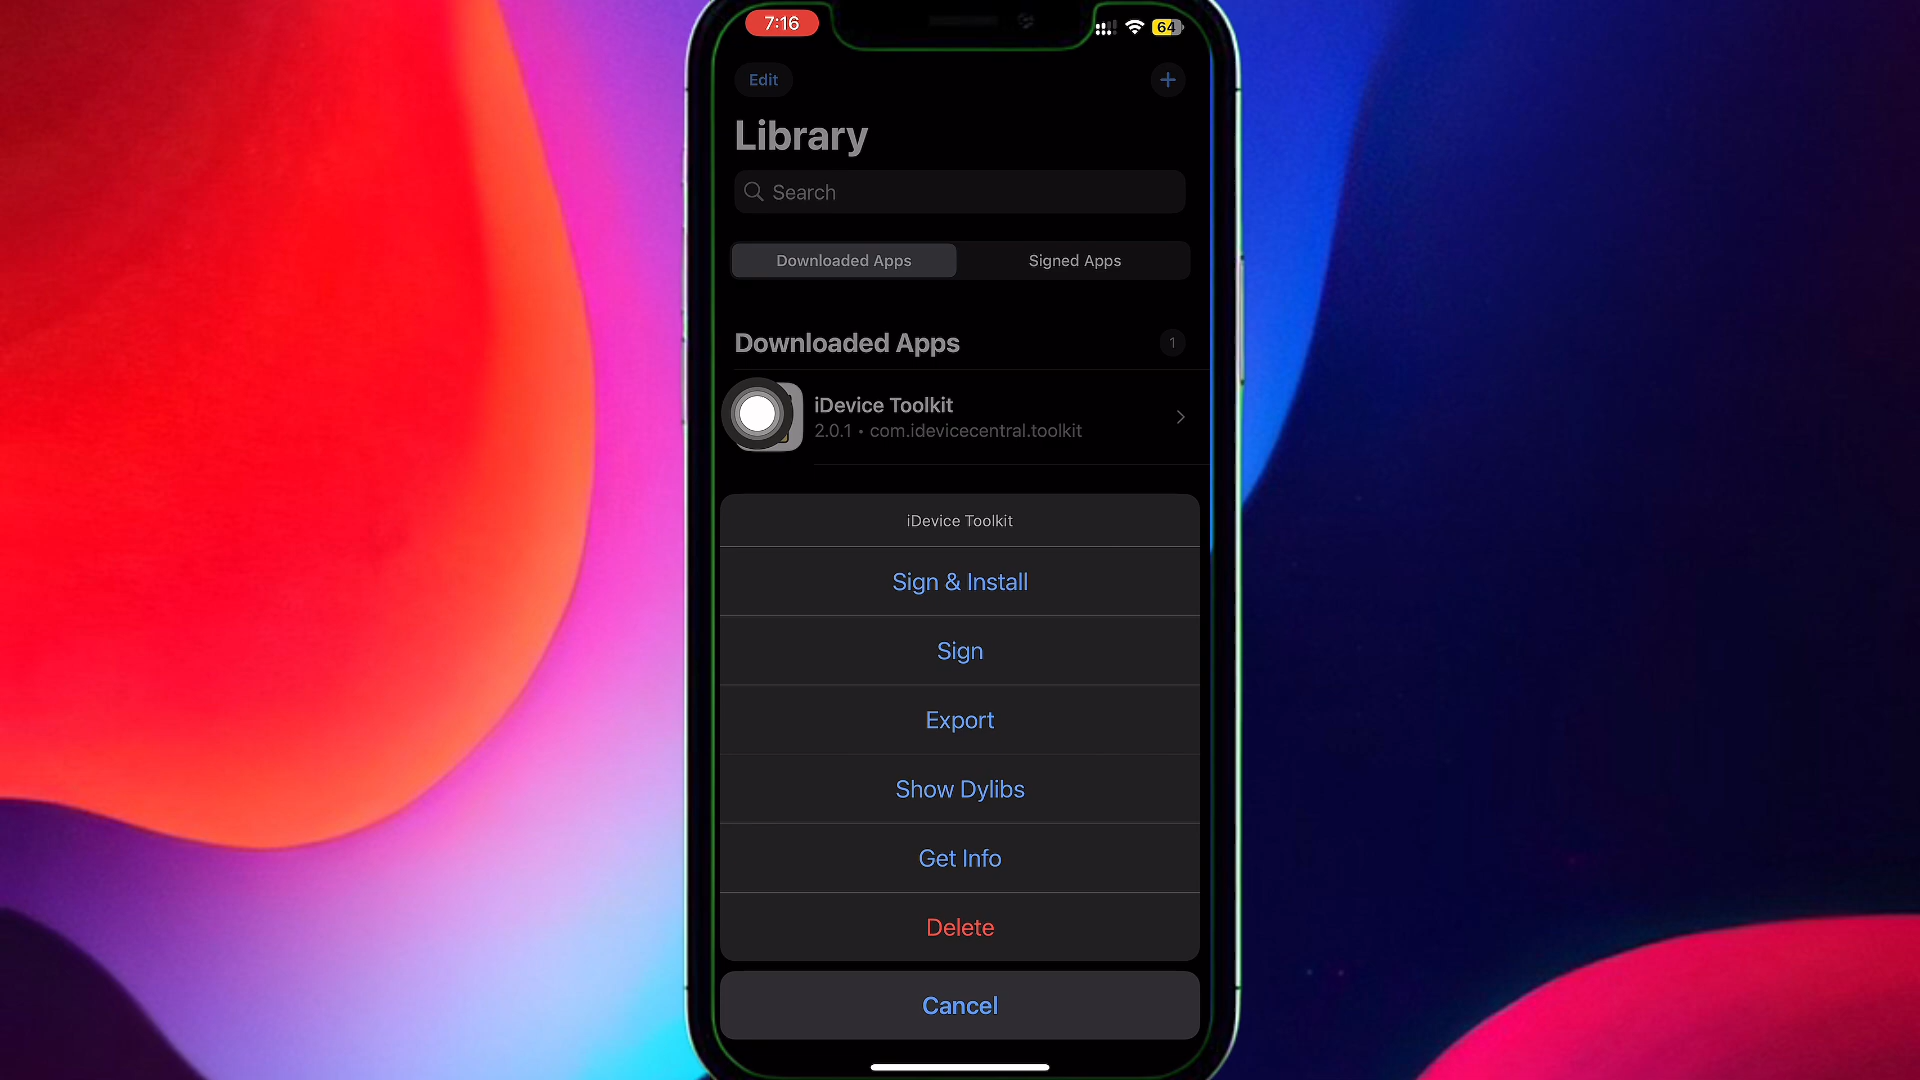 7:16
64
Edit
Library
Search
Downloaded Apps
Signed Apps
Downloaded Apps
1
iDevice Toolkit
2.0.1 • com.idevicecentral.toolkit
iDevice Toolkit
Sign & Install
Sign
Export
Show Dylibs
Get Info
Delete
Cancel